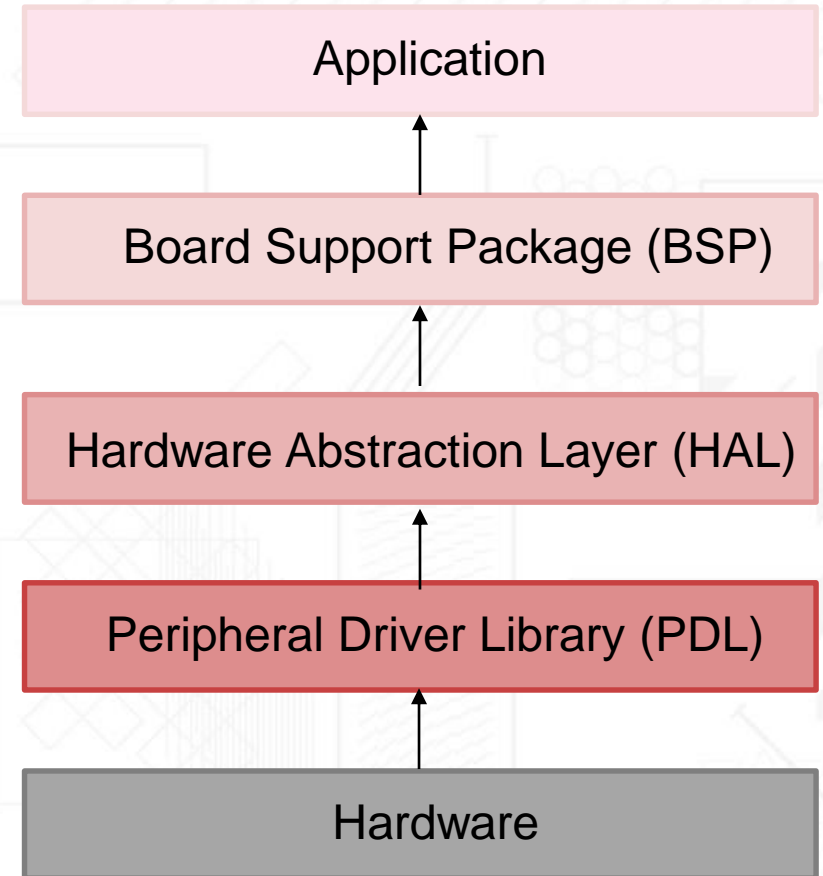 Application
Board Support Package (BSP)
Hardware Abstraction Layer (HAL)
Peripheral Driver Library (PDL)
Hardware